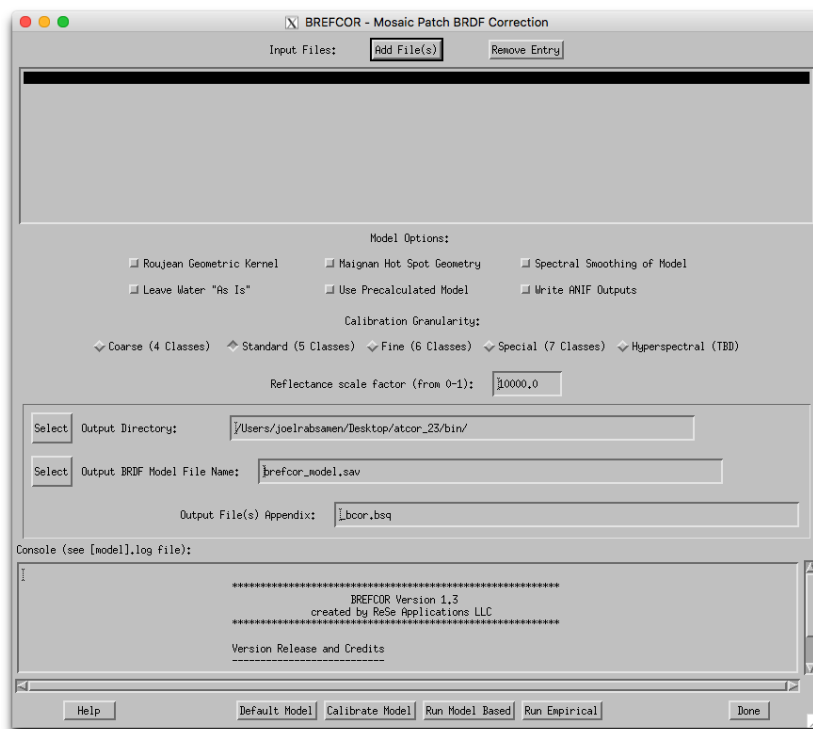 BREFCOR - Mosaic Patch BRDF Correction
Input Files: Add File(s) Remove Entry
Model Options:
Roujean Geometric Kernel Maignan Hot Spot Geometry Spectral Smoothing of Model
Leave Water "As Is" Use Precalculated Model Write ANIF Outputs
Calibration Granularity:
Coarse (4 Classes) Standard (5 Classes) Fine (6 Classes) Special (7 Classes) Hyperspectral (TBD)
Reflectance scale factor (from 0-1): 10000.0
Select Output Directory: /Users/joelrabsamen/Desktop/atcor_23/bin/
Select Output BRDF Model File Name: brefcor_model.sav
Output File(s) Appendix: _bcor.bsq
Console (see [model].log file):
***********************************************************
BREFCOR Version 1.3
created by ReSe Applications LLC
***********************************************************
Version Release and Credits
---------------------------
Help Default Model Calibrate Model Run Model Based Run Empirical Done